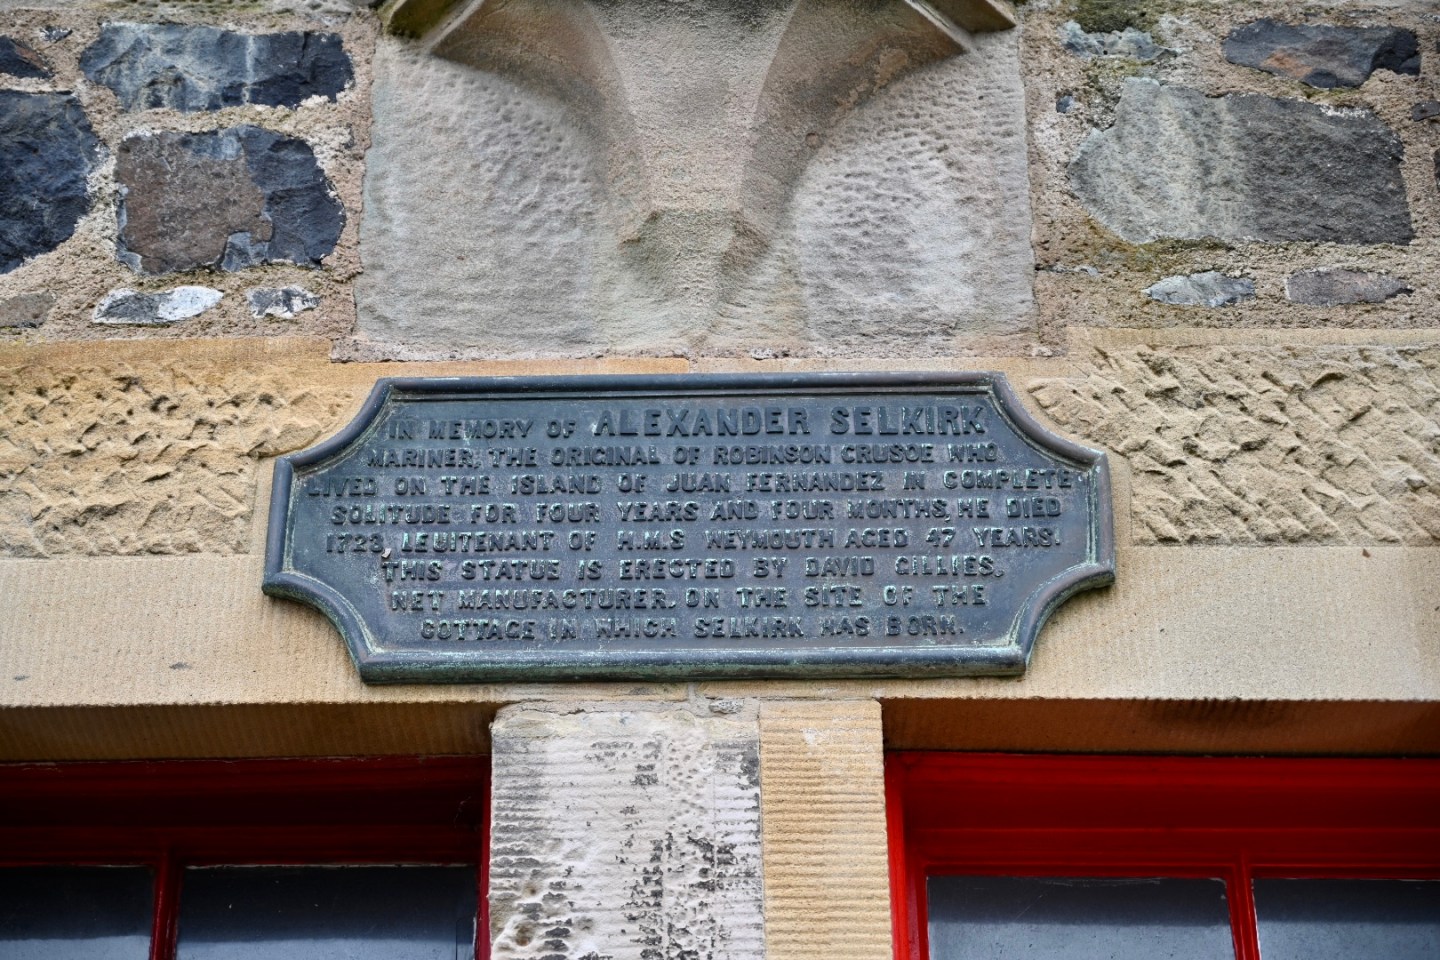 IN MEMORY OF ALEXANDER SELKIRK
MARINER, THE ORIGINAL OF ROBINSON CRUSOE WHO
LIVED ON THE ISLAND OF JUAN FERNANDEZ IN COMPLETE
SOLITUDE FOR FOUR YEARS AND FOUR MONTHS, HE DIED
1723 LEUITENANT OF H.M.S WEYMOUTH AGED 47 YEARS.
THIS STATUE IS ERECTED BY DAVID GILLIES,
NET MANUFACTURER, ON THE SITE OF THE
COTTAGE IN WHICH SELKIRK WAS BORN.